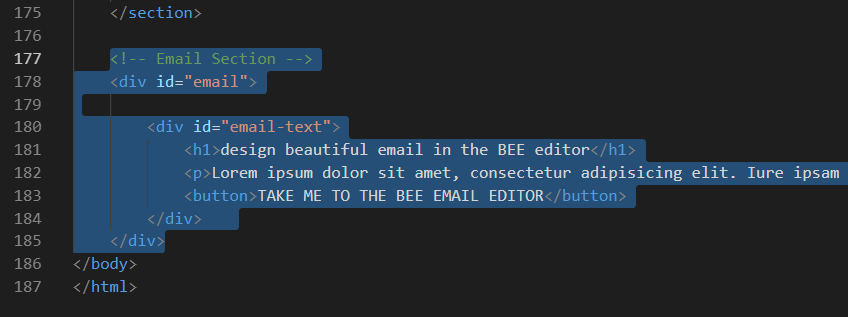 175 </section>
176
177 <!-- Email Section -->
178 <div id="email">
179
180 <div id="email-text">
181 <h1>design beautiful email in the BEE editor</h1>
182 <p>Lorem ipsum dolor sit amet, consectetur adipisicing elit. Iure ipsam
183 <button>TAKE ME TO THE BEE EMAIL EDITOR</button>
184 </div>
185 </div>
186 </body>
187 </html>